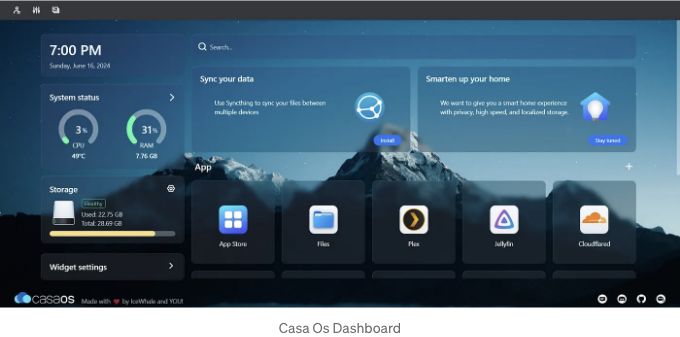 7:00 PM
Sunday, June 16, 2024
Search...
System status
3%
CPU
49°C
31%
RAM
7.76 GB
Sync your data
Use Syncthing to sync your files between
multiple devices
Install
Smarten up your home
We want to give you a smart home experience
with privacy, high speed, and localized storage.
Stay tuned
Storage
Healthy
Used: 22.75 GB
Total: 28.69 GB
Widget settings
App
App Store
Files
Plex
Jellyfin
Cloudflared
CasaOS
Made with ❤ by IceWhale and YOU!
Casa Os Dashboard